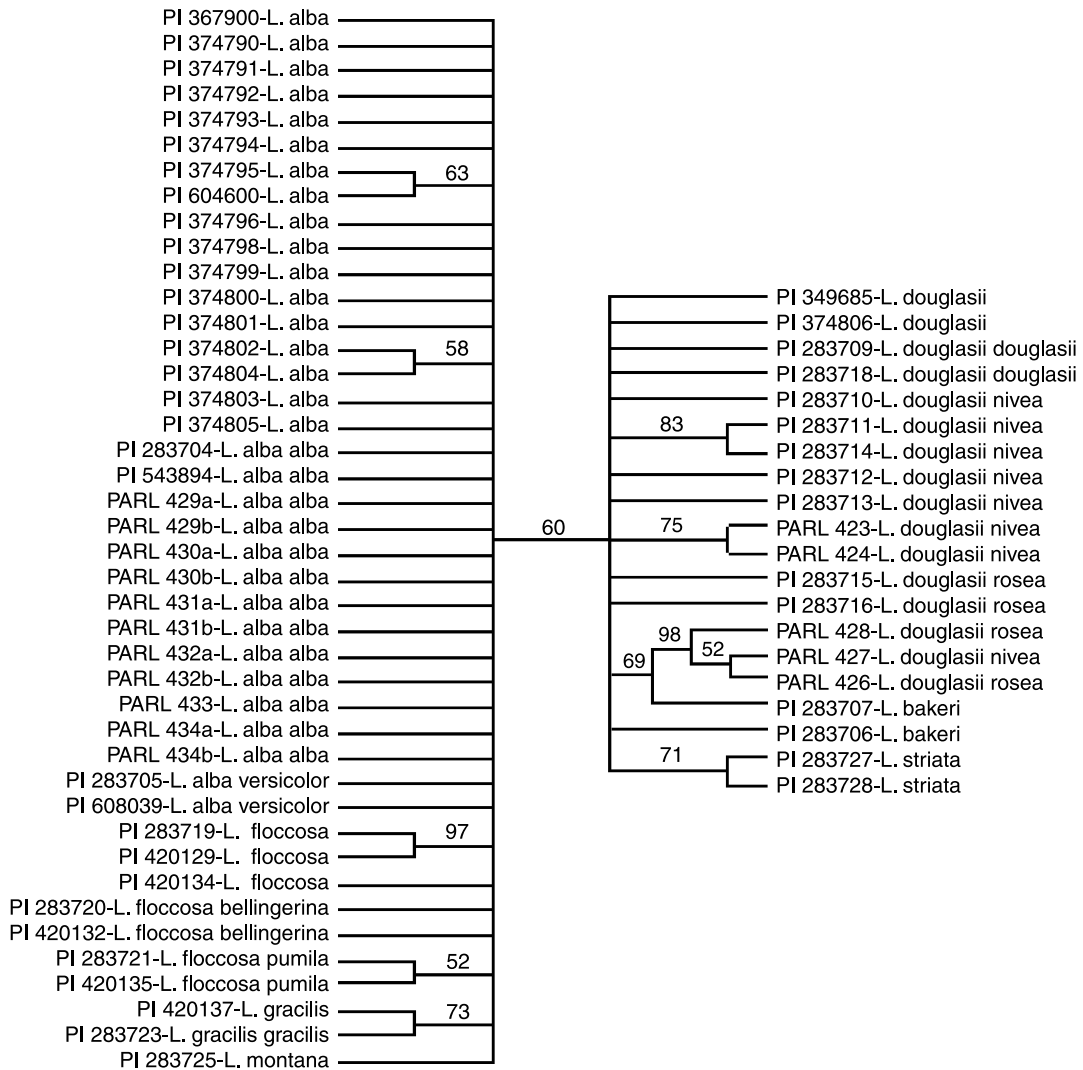 PI 367900-L. alba
PI 374790-L. alba
PI 374791-L. alba
PI 374792-L. alba
PI 374793-L. alba
PI 374794-L. alba
PI 374795-L. alba
63
PI 604600-L. alba
PI 374796-L. alba
PI 374798-L. alba
PI 374799-L. alba
PI 374800-L. alba
PI 374801-L. alba
PI 374802-L. alba
58
PI 374804-L. alba
PI 374803-L. alba
PI 374805-L. alba
PI 283704-L. alba alba
PI 543894-L. alba alba
PARL 429a-L. alba alba
PARL 429b-L. alba alba
PARL 430a-L. alba alba
PARL 430b-L. alba alba
PARL 431a-L. alba alba
PARL 431b-L. alba alba
PARL 432a-L. alba alba
PARL 432b-L. alba alba
PARL 433-L. alba alba
PARL 434a-L. alba alba
PARL 434b-L. alba alba
PI 283705-L. alba versicolor
PI 608039-L. alba versicolor
PI 283719-L. floccosa
97
PI 420129-L. floccosa
PI 420134-L. floccosa
PI 283720-L. floccosa bellingerina
PI 420132-L. floccosa bellingerina
PI 283721-L. floccosa pumila
52
PI 420135-L. floccosa pumila
PI 420137-L. gracilis
73
PI 283723-L. gracilis gracilis
PI 283725-L. montana
60
PI 349685-L. douglasii
PI 374806-L. douglasii
PI 283709-L. douglasii douglasii
PI 283718-L. douglasii douglasii
PI 283710-L. douglasii nivea
83
PI 283711-L. douglasii nivea
PI 283714-L. douglasii nivea
PI 283712-L. douglasii nivea
PI 283713-L. douglasii nivea
75
PARL 423-L. douglasii nivea
PARL 424-L. douglasii nivea
PI 283715-L. douglasii rosea
PI 283716-L. douglasii rosea
98
PARL 428-L. douglasii rosea
69
52
PARL 427-L. douglasii nivea
PARL 426-L. douglasii rosea
PI 283707-L. bakeri
PI 283706-L. bakeri
71
PI 283727-L. striata
PI 283728-L. striata